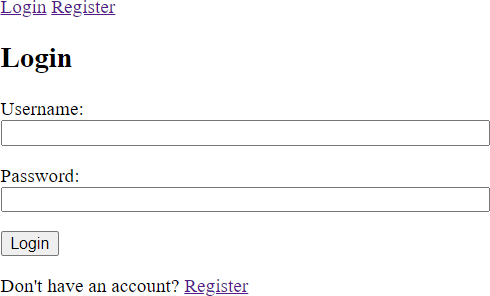 Login Register
Login
Username:
Password:
Login
Don't have an account? Register